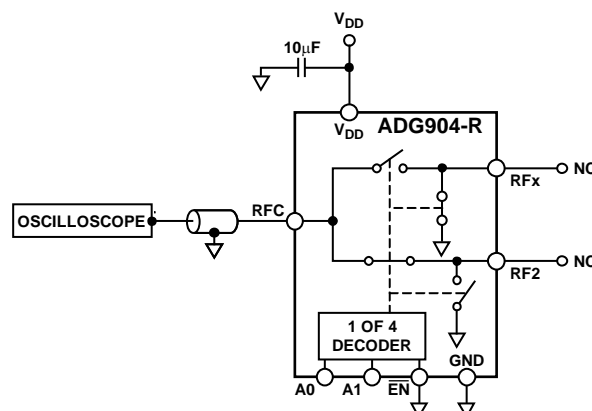 VDD
10µF
VDD
ADG904-R
RFx
NC
OSCILLOSCOPE
RFC
RF2
NC
1 OF 4
DECODER
GND
A0
A1
EN